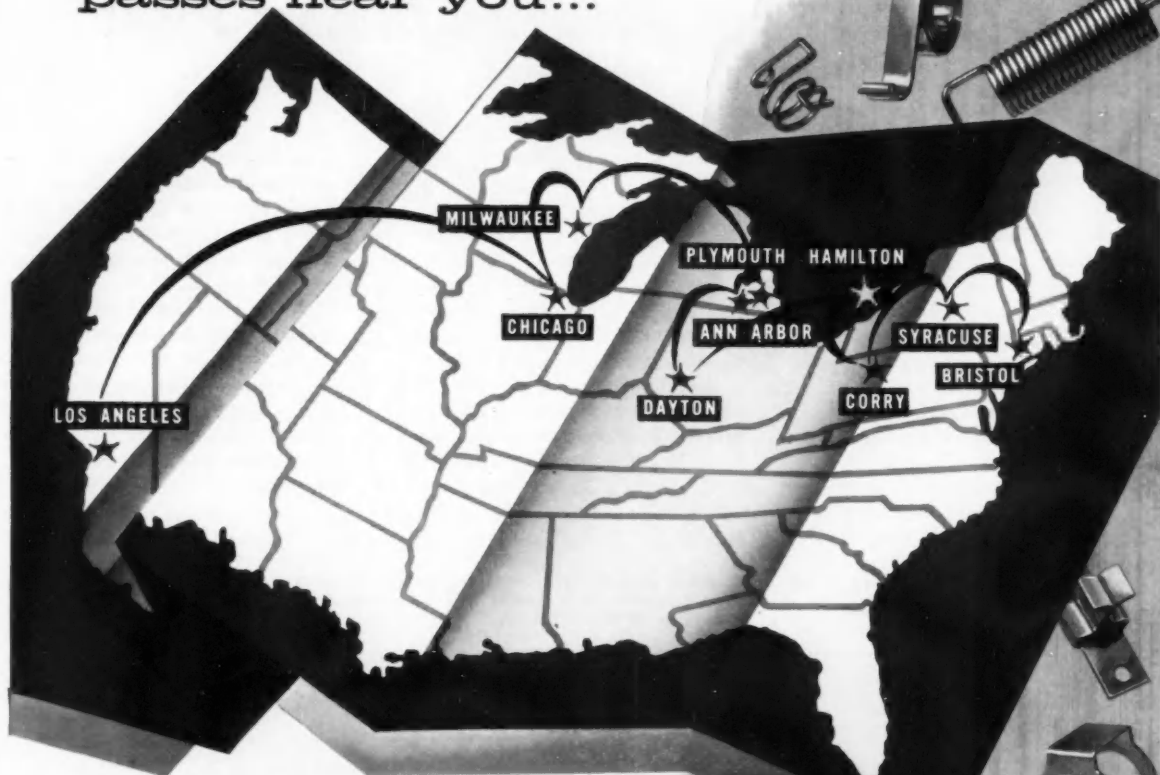 passes near you...
MILWAUKEE
PLYMOUTH HAMILTON
CHICAGO
ANN ARBOR
SYRACUSE
BRISTOL
DAYTON
CORRY
LOS ANGELES